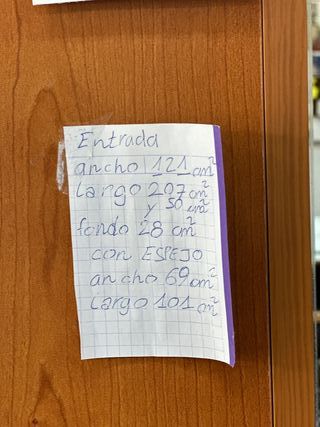 Entrada
ancho 121 cm²
Largo 207 cm²
y 50 cm²
fondo 28 cm²
con ESPEJO
ancho 69 cm²
Largo 101 cm²